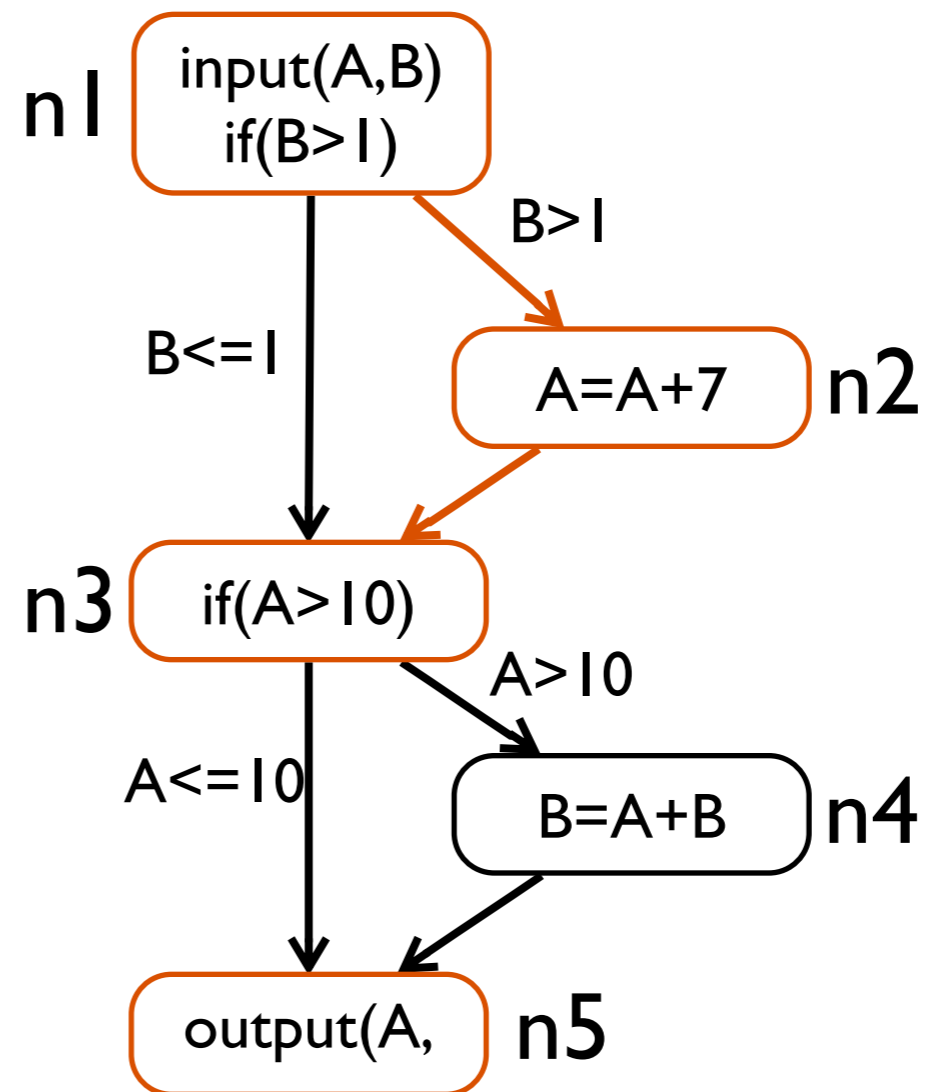 n1
input(A,B)
if(B>1)
B>1
B<=1
A=A+7
n2
n3
if(A>10)
A>10
A<=10
B=A+B
n4
output(A,
n5